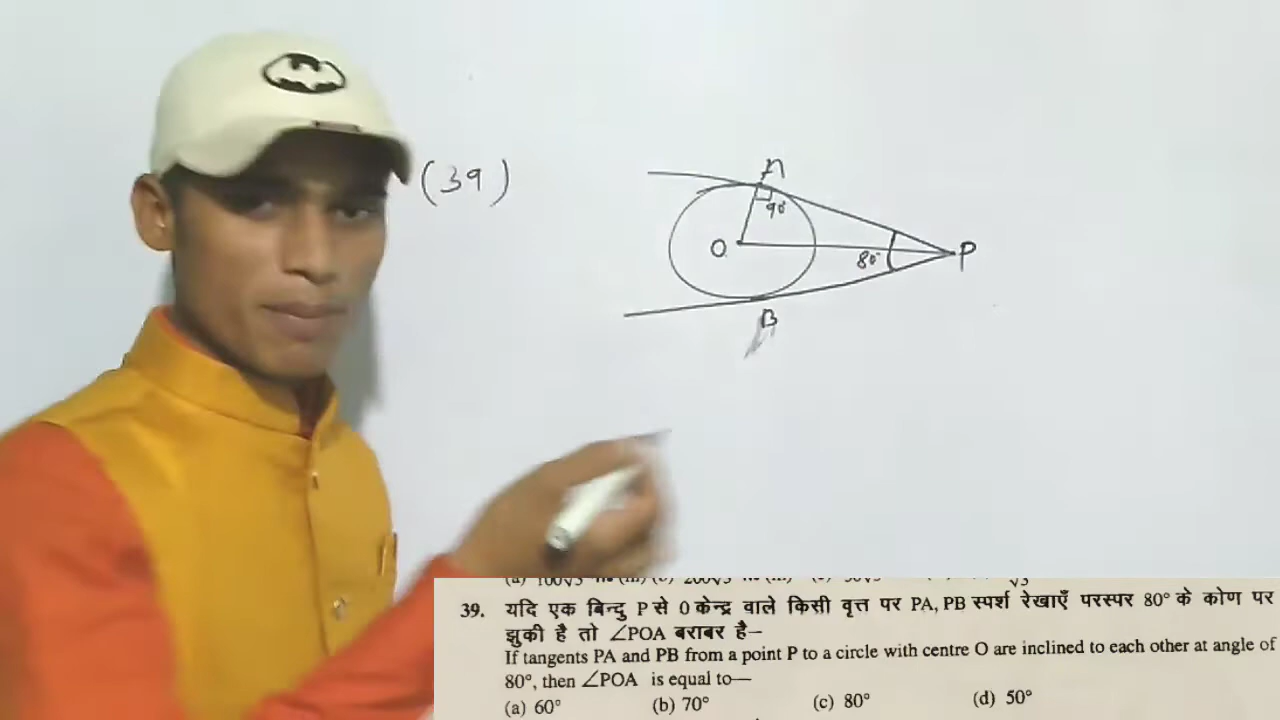 (39)
A
90°
O
80°
P
B
39. यदि एक बिन्दु P से O केन्द्र वाले किसी वृत्त पर PA, PB स्पर्श रेखाएँ परस्पर 80° के कोण पर
झुकी है तो ∠POA बराबर है–
If tangents PA and PB from a point P to a circle with centre O are inclined to each other at angle of
80°, then ∠POA is equal to—
(a) 60° (b) 70° (c) 80° (d) 50°